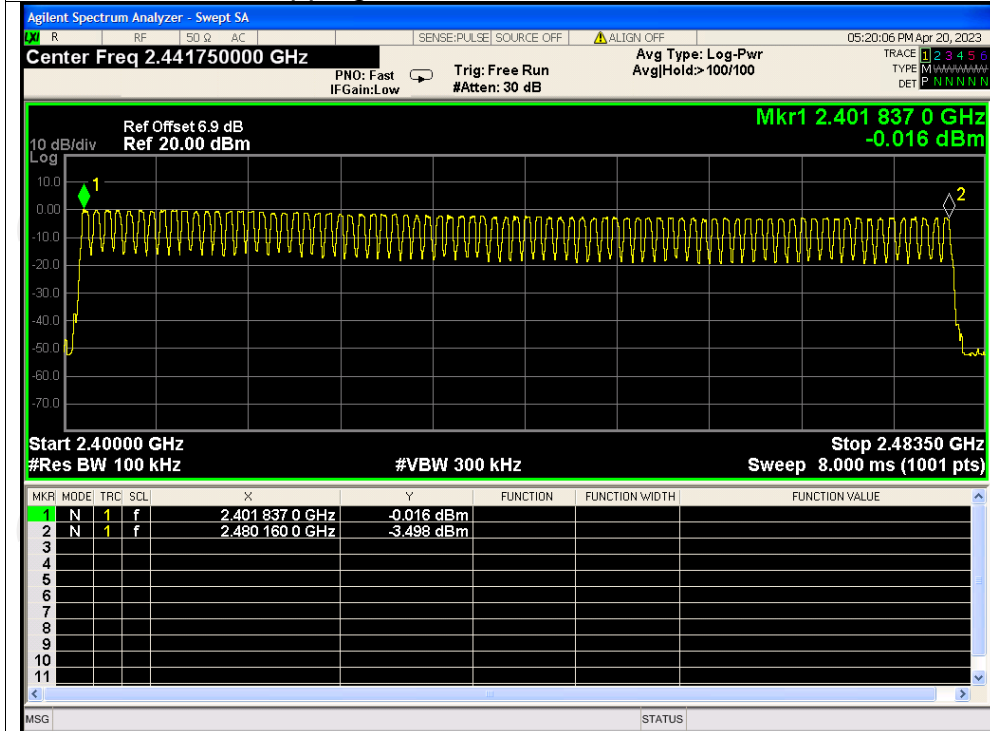 Agilent Spectrum Analyzer - Swept SA
LXI R RF 50 Ω AC SENSE:PULSE SOURCE OFF ALIGN OFF 05:20:06 PM Apr 20, 2023
Center Freq 2.441750000 GHz
PNO: Fast
IFGain:Low
Trig: Free Run
#Atten: 30 dB
Avg Type: Log-Pwr
Avg|Hold:> 100/100
TRACE 1 2 3 4 5 6
TYPE M W W W W W
DET P N N N N N
Mkr1 2.401 837 0 GHz
-0.016 dBm
Ref Offset 6.9 dB
10 dB/div Ref 20.00 dBm
Log
10.0
0.00
-10.0
-20.0
-30.0
-40.0
-50.0
-60.0
-70.0
1
2
Start 2.40000 GHz Stop 2.48350 GHz
#Res BW 100 kHz #VBW 300 kHz Sweep 8.000 ms (1001 pts)
MKR MODE TRC SCL X Y FUNCTION FUNCTION WIDTH FUNCTION VALUE
1 N 1 f 2.401 837 0 GHz -0.016 dBm
2 N 1 f 2.480 160 0 GHz -3.498 dBm
3
4
5
6
7
8
9
10
11
MSG STATUS